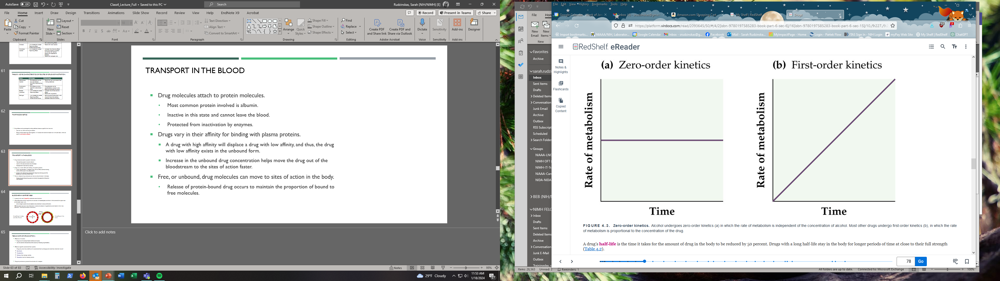 AutoSave Off Class4_Lecture_Full • Saved to this PC Search Rudzinskas, Sarah (NIH/NIMH) [E]
File Home Insert Draw Design Transitions Animations Slide Show Record Review View Help EndNote X9 Acrobat Record Present in Teams Share
Paste Cut Copy Format Painter
Clipboard
New Slide Layout Reset Section
Slides
Font
Text Direction Align Text Convert to SmartArt
Paragraph
Arrange Quick Styles Shape Fill Shape Outline Shape Effects
Drawing
Find Replace Select
Editing
Create PDF and Share link Create PDF and Share via Outlook
Adobe Acrobat
Dictate
Voice
Sensitivity
Sensitivity
Add-ins
Add-ins
Designer
61
62
PHARMACOKINETICS
63
TRANSPORT IN THE BLOOD
64
BLOOD-BRAIN BARRIER (BBB)
65
MECHANISMS OF DRUG ACTION -
TRANSPORT IN THE BLOOD
Drug molecules attach to protein molecules.
Most common protein involved is albumin.
Inactive in this state and cannot leave the blood.
Protected from inactivation by enzymes.
Drugs vary in their affinity for binding with plasma proteins.
A drug with high affinity will displace a drug with low affinity, and thus, the drug
with low affinity exists in the unbound form.
Increase in the unbound drug concentration helps move the drug out of the
bloodstream to the sites of action faster.
Free, or unbound, drug molecules can move to sites of action in the body.
Release of protein-bound drug occurs to maintain the proportion of bound to
free molecules.
Click to add notes
Slide 63 of 83 Accessibility: Investigate Notes 95%
29°F Cloudy 11:53 AM
1/18/2024
27
File Hom
New Email New Items
New
Favorites
Archive
sarah.rudzi
Inbox
Sent Items
Drafts
Deleted Items
Conversation
Junk Email
Archive
Outbox
RSS Subscript
Scheduled
Search Folder
Groups
NIAAA-LNG
NIMH OFT
NIMH-IT-Tr
NIAAA-Can
NIDA-NIDA
BEB (NIH/N
NIMH FELC
Inbox
Drafts
Sent Items
Deleted Items
Archive
Conversation
Junk E-Mail
Outbox
Items: 28,563 Unread: 2 Reminders: 1 All folders are up to date. Connected to: Microsoft Exchange 100%
File Edit View History Bookmarks Tools Help
Google Calendar - Week of Jan Inbox (4) - srudzinskas@gmai Amazon.com Shopping Cart My Shelf | RedShelf Drugs
https://platform.virdocs.com/read/2093645/50/#/4/2[isbn-9780197585283-book-part-6-sec-6]/16[isbn-9780197585283-book-part-6-sec-15]/10,/9:227,/9:
Import bookmarks... NIAAA/NIH, Laborator... Google Calendar Inbox - srudzinskas@g... Facebook Mail - Sarah Rudzinska... MyImpactPage - Home Login - Partek Flow ITAS Sign In - NIH Login myPay Web Site My Shelf | RedShelf ChatGPT
RedShelf eReader
Notes & Highlights
Flashcards
Copied Content
(a) Zero-order kinetics
Rate of metabolism
Time
(b) First-order kinetics
Rate of metabolism
Time
FIGURE 4.3. Zero-order kinetics. Alcohol undergoes zero-order kinetics (a) in which the rate of metabolism is independent of the concentration of alcohol. Most other drugs undergo first-order kinetics (b), in which the rate
of metabolism is proportional to the concentration of the drug.
A drug's half-life is the time it takes for the amount of drug in the body to be reduced by 50 percent. Drugs with a long half-life stay in the body for longer periods of time at close to their full strength
(Table 4.2).
78 Go